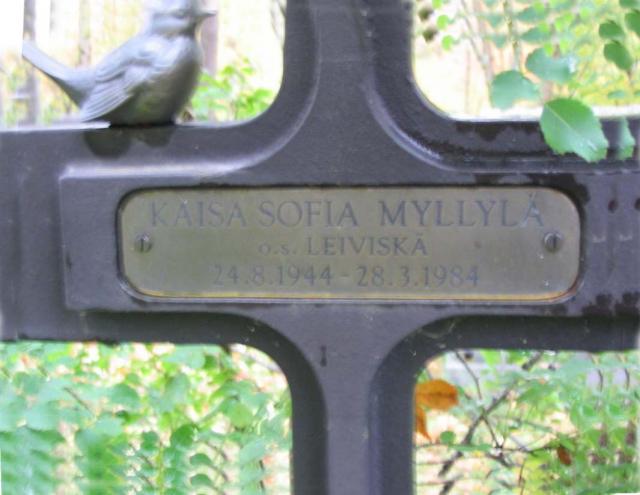 KAISA SOFIA MYLLYLÄ
o.s. LEIVISKÄ
24.8.1944 - 28.3.1984